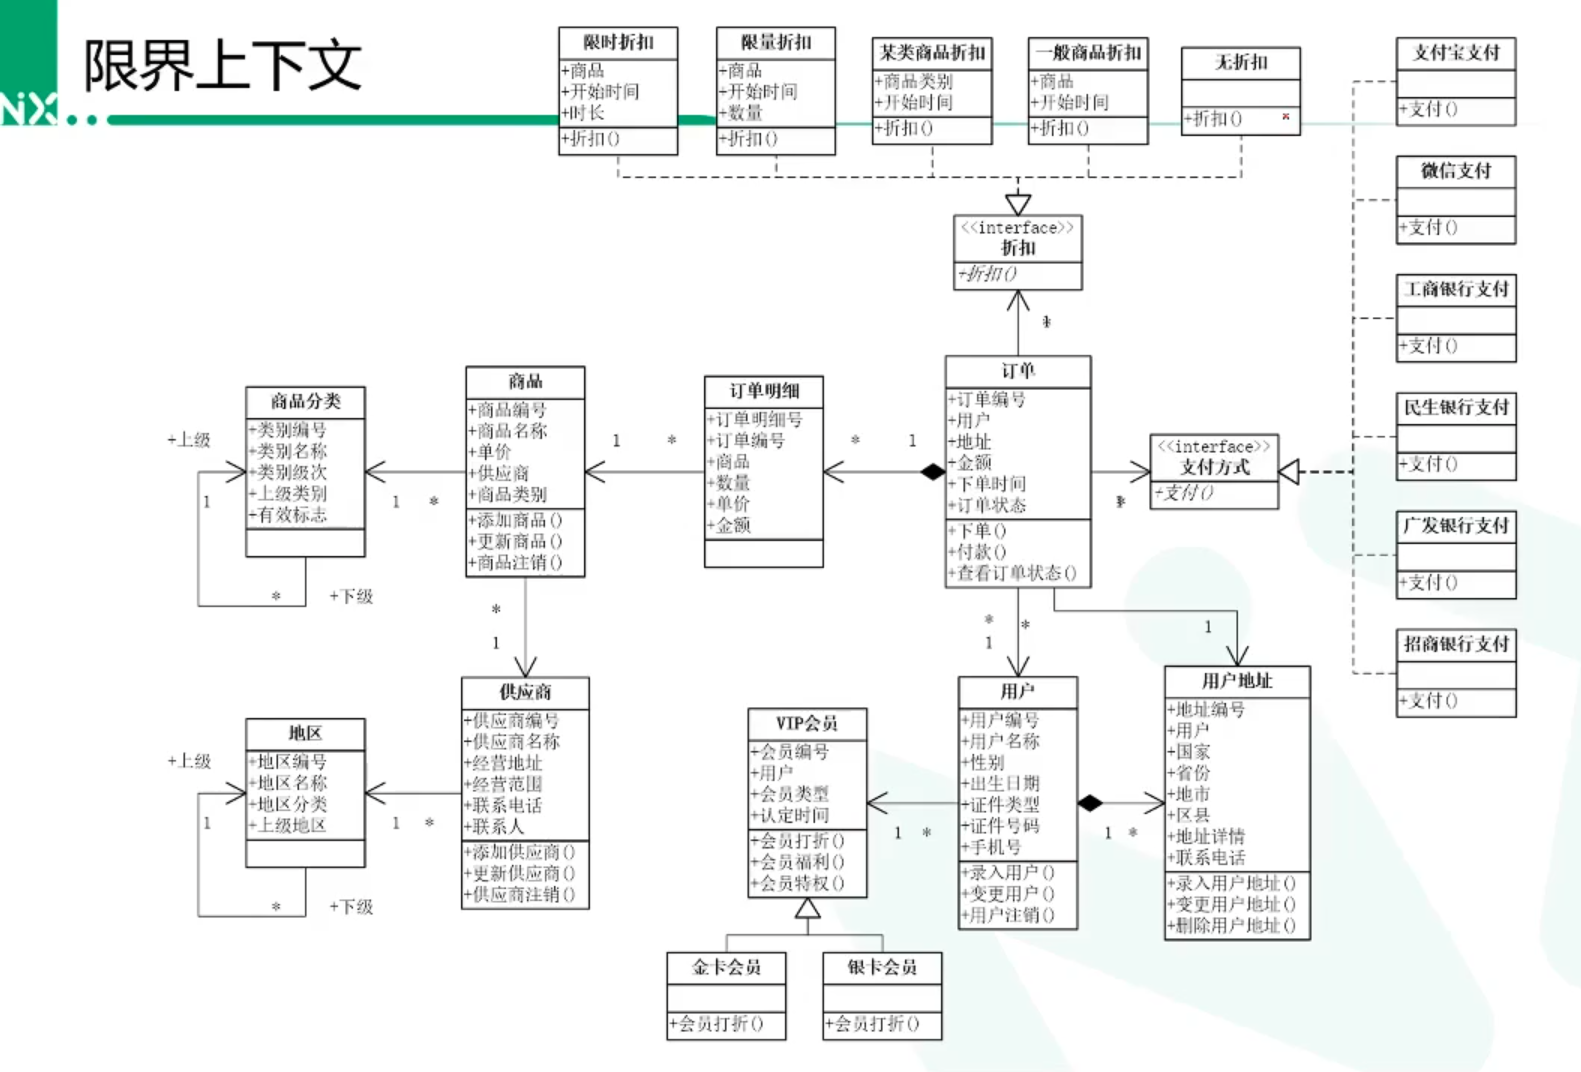 限界上下文
NX
限时折扣
+商品
+开始时间
+时长
+折扣()
限量折扣
+商品
+开始时间
+数量
+折扣()
某类商品折扣
+商品类别
+开始时间
+折扣()
一般商品折扣
+商品
+开始时间
+折扣()
无折扣
+折扣()
支付宝支付
+支付()
微信支付
+支付()
工商银行支付
+支付()
民生银行支付
+支付()
广发银行支付
+支付()
招商银行支付
+支付()
<<interface>>
折扣
+折扣()
<<interface>>
支付方式
+支付()
商品分类
+类别编号
+类别名称
+类别级次
+上级类别
+有效标志
+上级
1
*
+下级
1 *
商品
+商品编号
+商品名称
+单价
+供应商
+商品类别
+添加商品()
+更新商品()
+商品注销()
1 *
订单明细
+订单明细号
+订单编号
+商品
+数量
+单价
+金额
* 1
订单
+订单编号
+用户
+地址
+金额
+下单时间
+订单状态
+下单()
+付款()
+查看订单状态()
*
1
* *
1
1
地区
+地区编号
+地区名称
+地区分类
+上级地区
+上级
1
*
+下级
1 *
供应商
+供应商编号
+供应商名称
+经营地址
+经营范围
+联系电话
+联系人
+添加供应商()
+更新供应商()
+供应商注销()
VIP会员
+会员编号
+用户
+会员类型
+认定时间
+会员打折()
+会员福利()
+会员特权()
1 *
用户
+用户编号
+用户名称
+性别
+出生日期
+证件类型
+证件号码
+手机号
+录入用户()
+变更用户()
+用户注销()
1 *
用户地址
+地址编号
+用户
+国家
+省份
+地市
+区县
+地址详情
+联系电话
+录入用户地址()
+变更用户地址()
+删除用户地址()
金卡会员
+会员打折()
银卡会员
+会员打折()